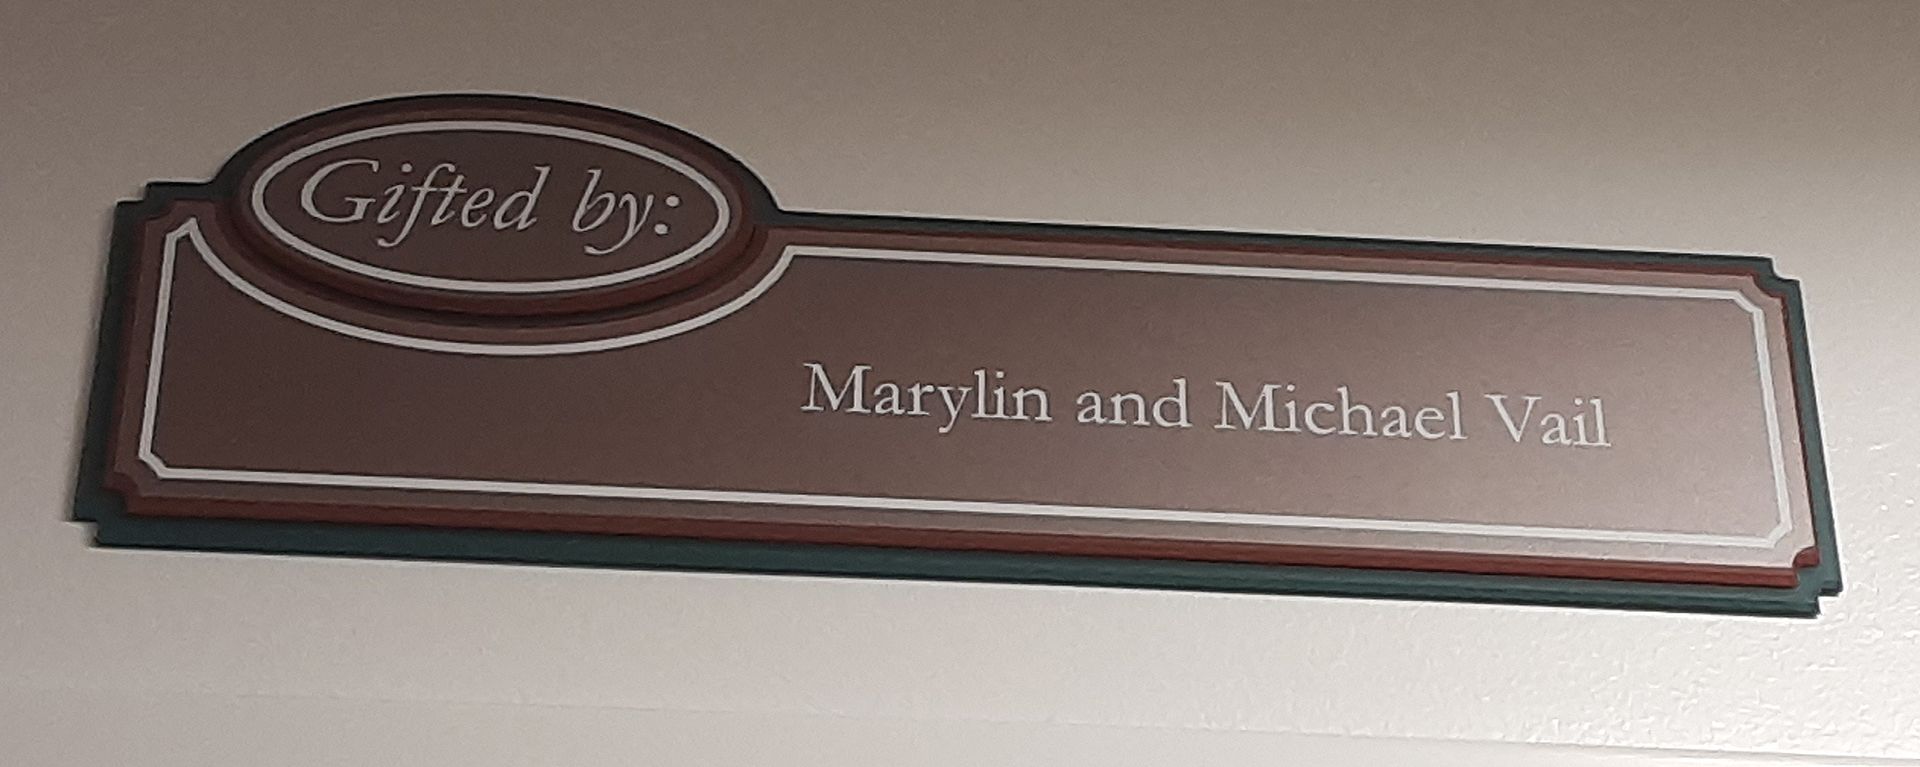 Gifted by:
Marylin and Michael Vail